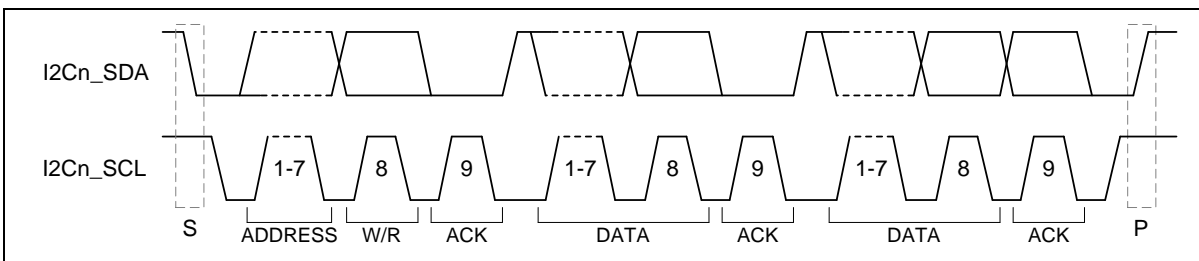 I2Cn_SDA
I2Cn_SCL
1-7 8 9 1-7 8 9 1-7 8 9
S ADDRESS W/R ACK DATA ACK DATA ACK P